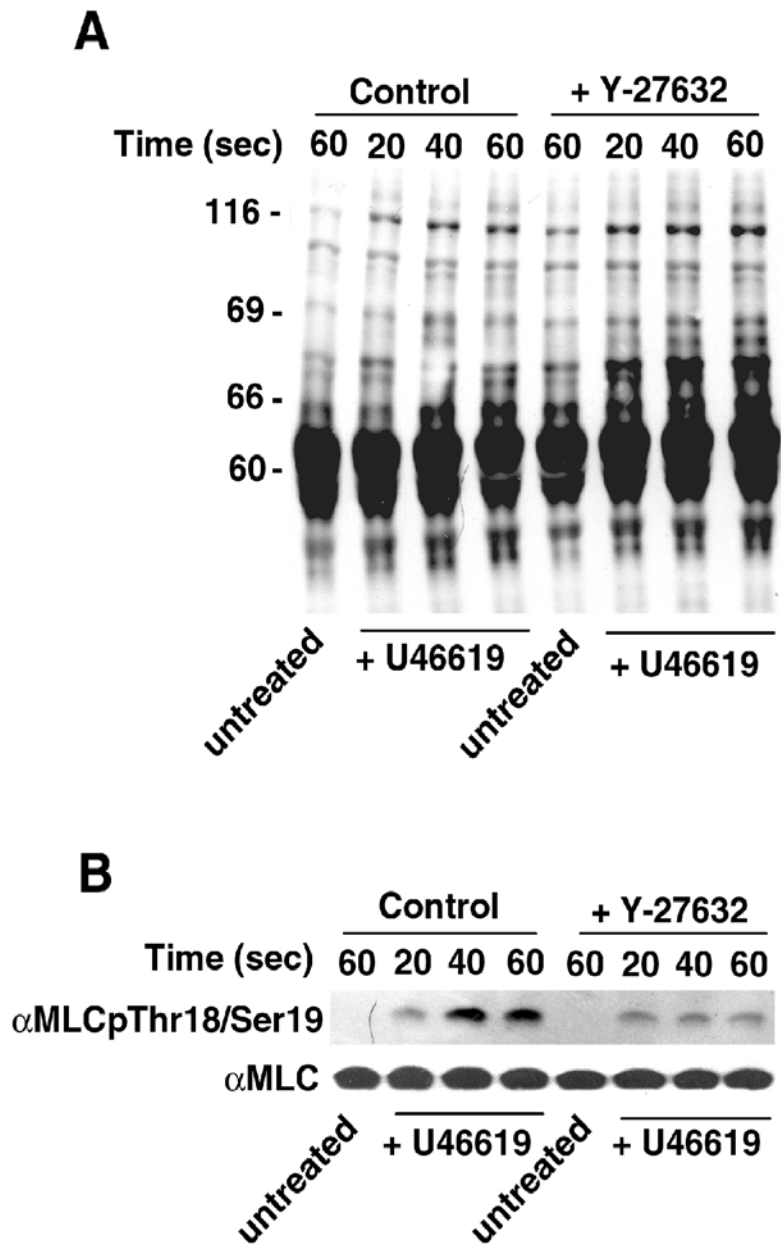 A
Control + Y-27632
Time (sec) 60 20 40 60 60 20 40 60
116 -
69 -
66 -
60 -
untreated + U46619 untreated + U46619
B
Control + Y-27632
Time (sec) 60 20 40 60 60 20 40 60
αMLCpThr18/Ser19
αMLC
untreated + U46619 untreated + U46619